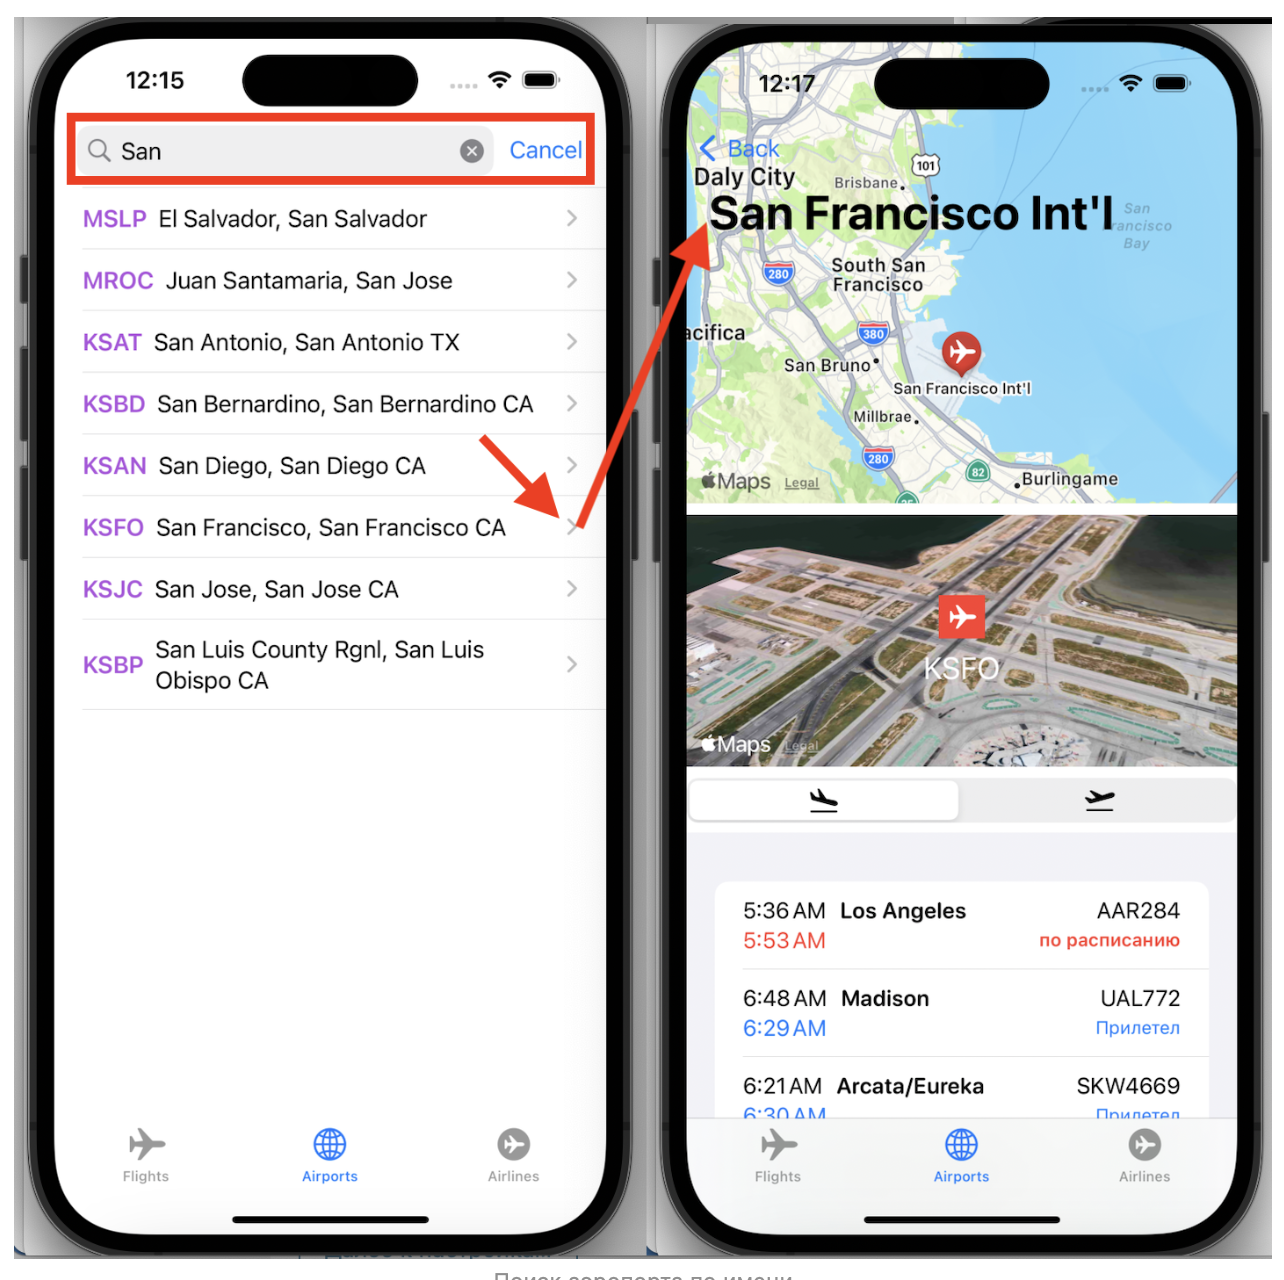 12:15
San
Cancel
MSLP El Salvador, San Salvador
MROC Juan Santamaria, San Jose
KSAT San Antonio, San Antonio TX
KSBD San Bernardino, San Bernardino CA
KSAN San Diego, San Diego CA
KSFO San Francisco, San Francisco CA
KSJC San Jose, San Jose CA
KSBP San Luis County Rgnl, San Luis
Obispo CA
Flights
Airports
Airlines
12:17
Back
Daly City
Brisbane
101
San Francisco Int'l
San
rancisco
Bay
280
South San
Francisco
acifica
380
San Bruno
San Francisco Int'l
Millbrae
280
82
Burlingame
Maps Legal
KSFO
Maps Legal
5:36 AM Los Angeles AAR284
5:53 AM по расписанию
6:48 AM Madison UAL772
6:29 AM Прилетел
6:21 AM Arcata/Eureka SKW4669
6:30 AM Прилетел
Flights
Airports
Airlines
Поиск аэропорта по имени